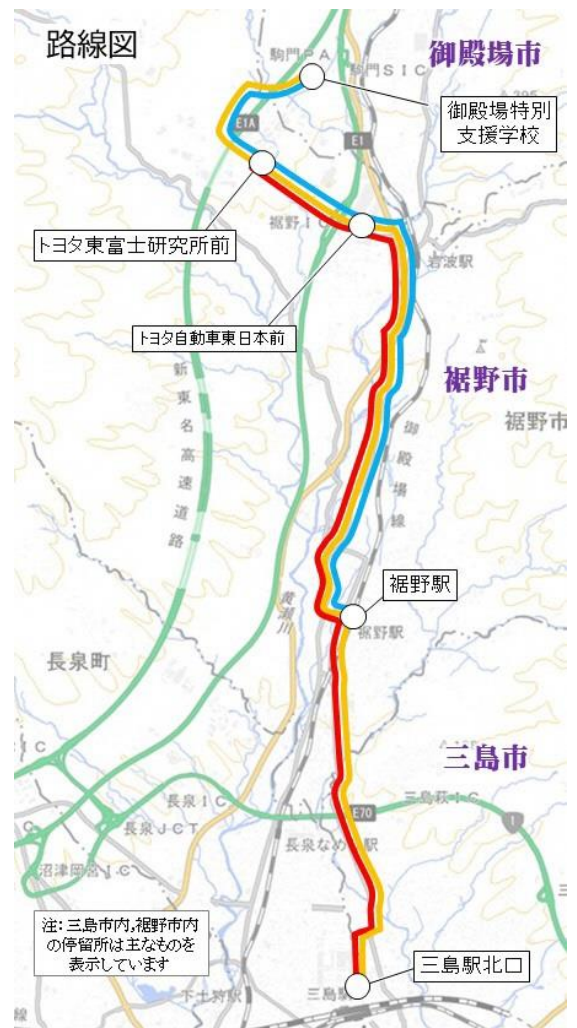 路線図
御殿場市
駒門PA
駒門SIC
御殿場特別
支援学校
E1A
E1
トヨタ東富士研究所前
裾野IC
岩波駅
トヨタ自動車東日本前
裾野市
裾野市
新東名高速道路
御殿場線
裾野駅
裾野駅
黄瀬川
長泉町
三島市
長泉IC
E70
三島萩IC
1
長泉JCT
長泉なめ
駅
沼津岡宮IC
注:三島市内,裾野市内
の停留所は主なものを
表示しています
三島駅北口
下土狩駅
三島駅